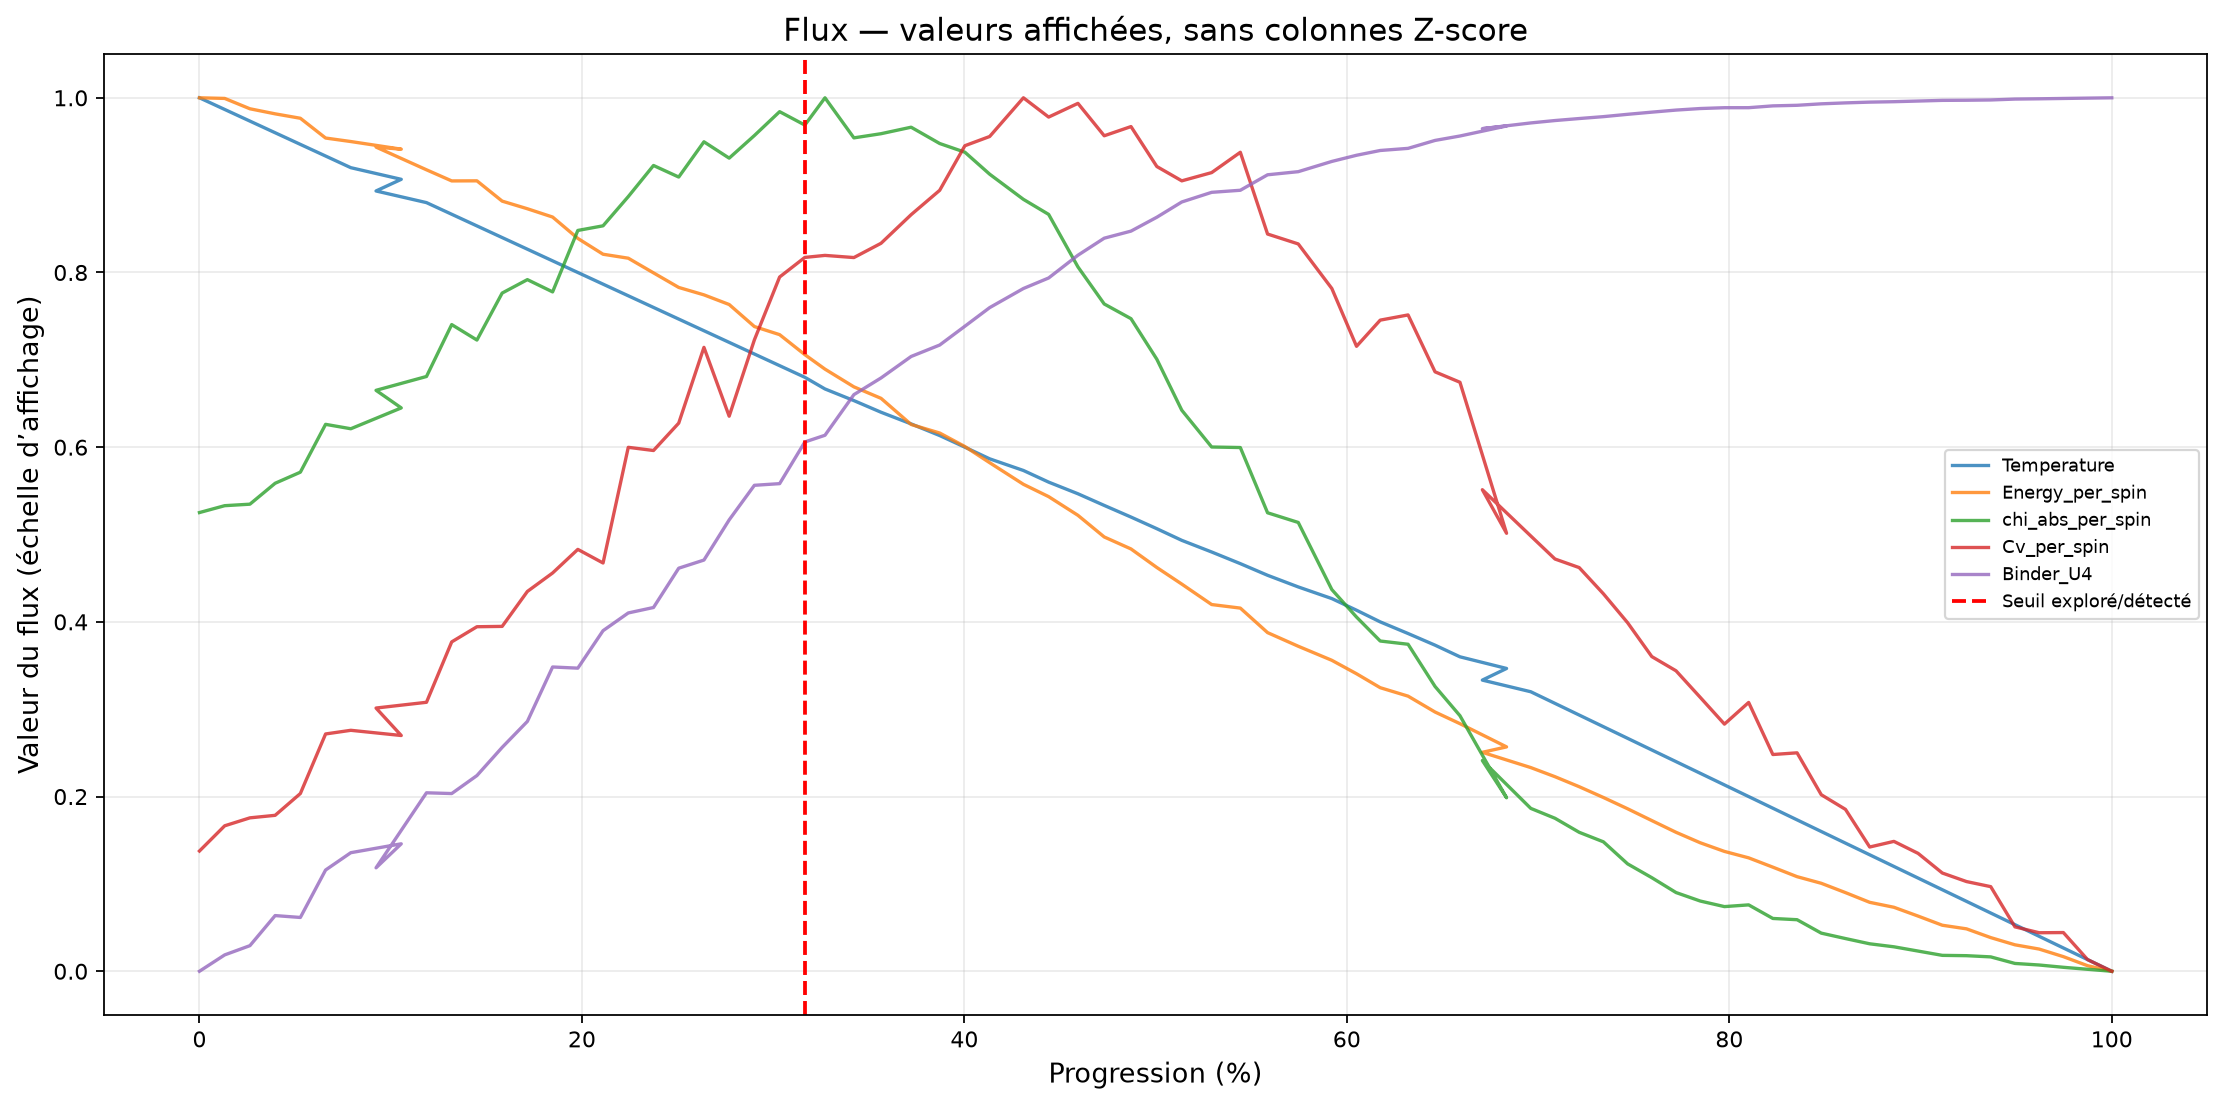 Flux — valeurs affichées, sans colonnes Z-score
Valeur du flux (échelle d’affichage)
1.0
0.8
0.6
0.4
0.2
0.0
Temperature
Energy_per_spin
chi_abs_per_spin
Cv_per_spin
Binder_U4
Seuil exploré/détecté
0 20 40 60 80 100
Progression (%)